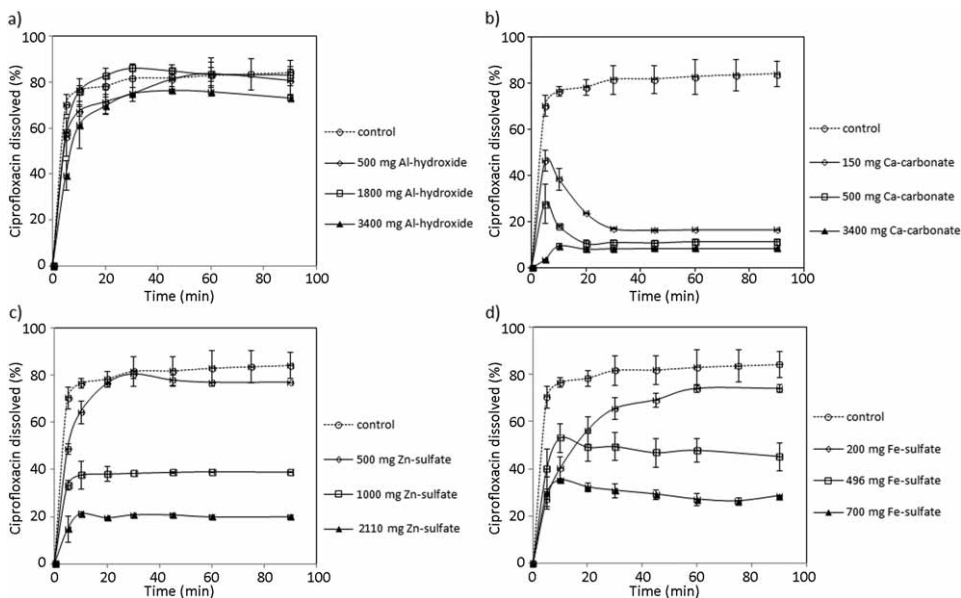 a)
Ciprofloxacin dissolved (%)
100
80
60
40
20
0
0 20 40 60 80 100
Time (min)
control
500 mg Al-hydroxide
1800 mg Al-hydroxide
3400 mg Al-hydroxide
b)
Ciprofloxacin dissolved (%)
100
80
60
40
20
0
0 20 40 60 80 100
Time (min)
control
150 mg Ca-carbonate
500 mg Ca-carbonate
3400 mg Ca-carbonate
c)
Ciprofloxacin dissolved (%)
100
80
60
40
20
0
0 20 40 60 80 100
Time (min)
control
500 mg Zn-sulfate
1000 mg Zn-sulfate
2110 mg Zn-sulfate
d)
Ciprofloxacin dissolved (%)
100
80
60
40
20
0
0 20 40 60 80 100
Time (min)
control
200 mg Fe-sulfate
496 mg Fe-sulfate
700 mg Fe-sulfate